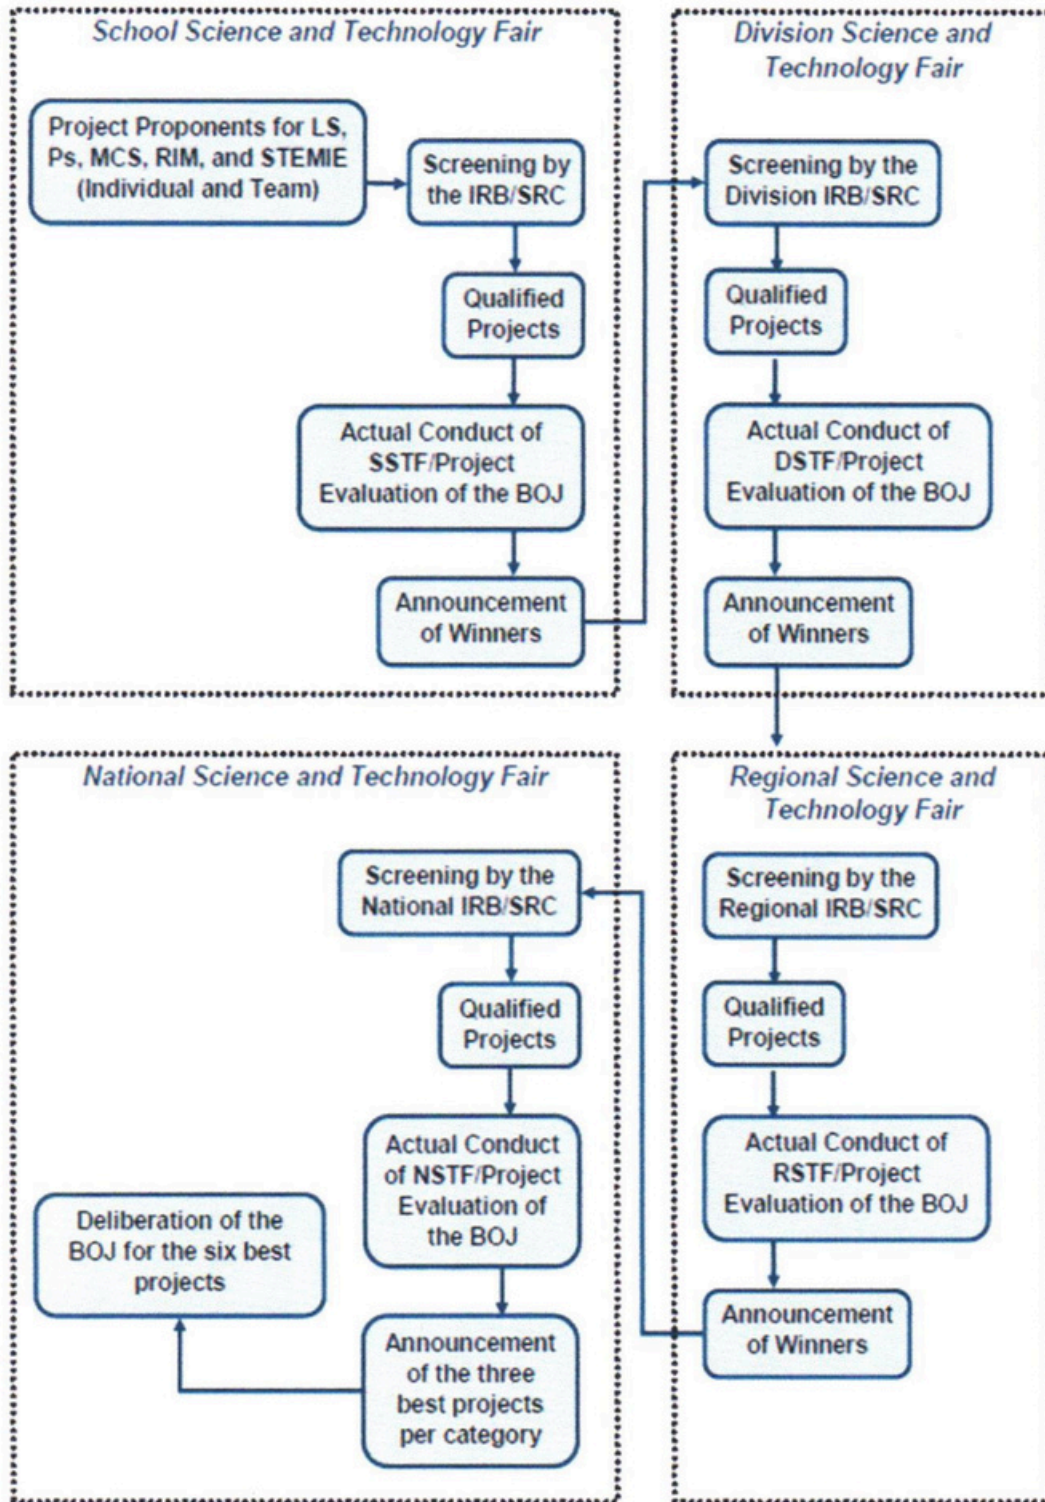 School Science and Technology Fair
Project Proponents for LS,
Ps, MCS, RIM, and STEMIE
(Individual and Team)
Screening by
the IRB/SRC
Qualified
Projects
Actual Conduct of
SSTF/Project
Evaluation of the BOJ
Announcement
of Winners
Division Science and
Technology Fair
Screening by the
Division IRB/SRC
Qualified
Projects
Actual Conduct of
DSTF/Project
Evaluation of the BOJ
Announcement
of Winners
Regional Science and
Technology Fair
Screening by the
Regional IRB/SRC
Qualified
Projects
Actual Conduct of
RSTF/Project
Evaluation of the BOJ
Announcement
of Winners
National Science and Technology Fair
Screening by the
National IRB/SRC
Qualified
Projects
Actual Conduct
of NSTF/Project
Evaluation of
the BOJ
Announcement
of the three
best projects
per category
Deliberation of the
BOJ for the six best
projects